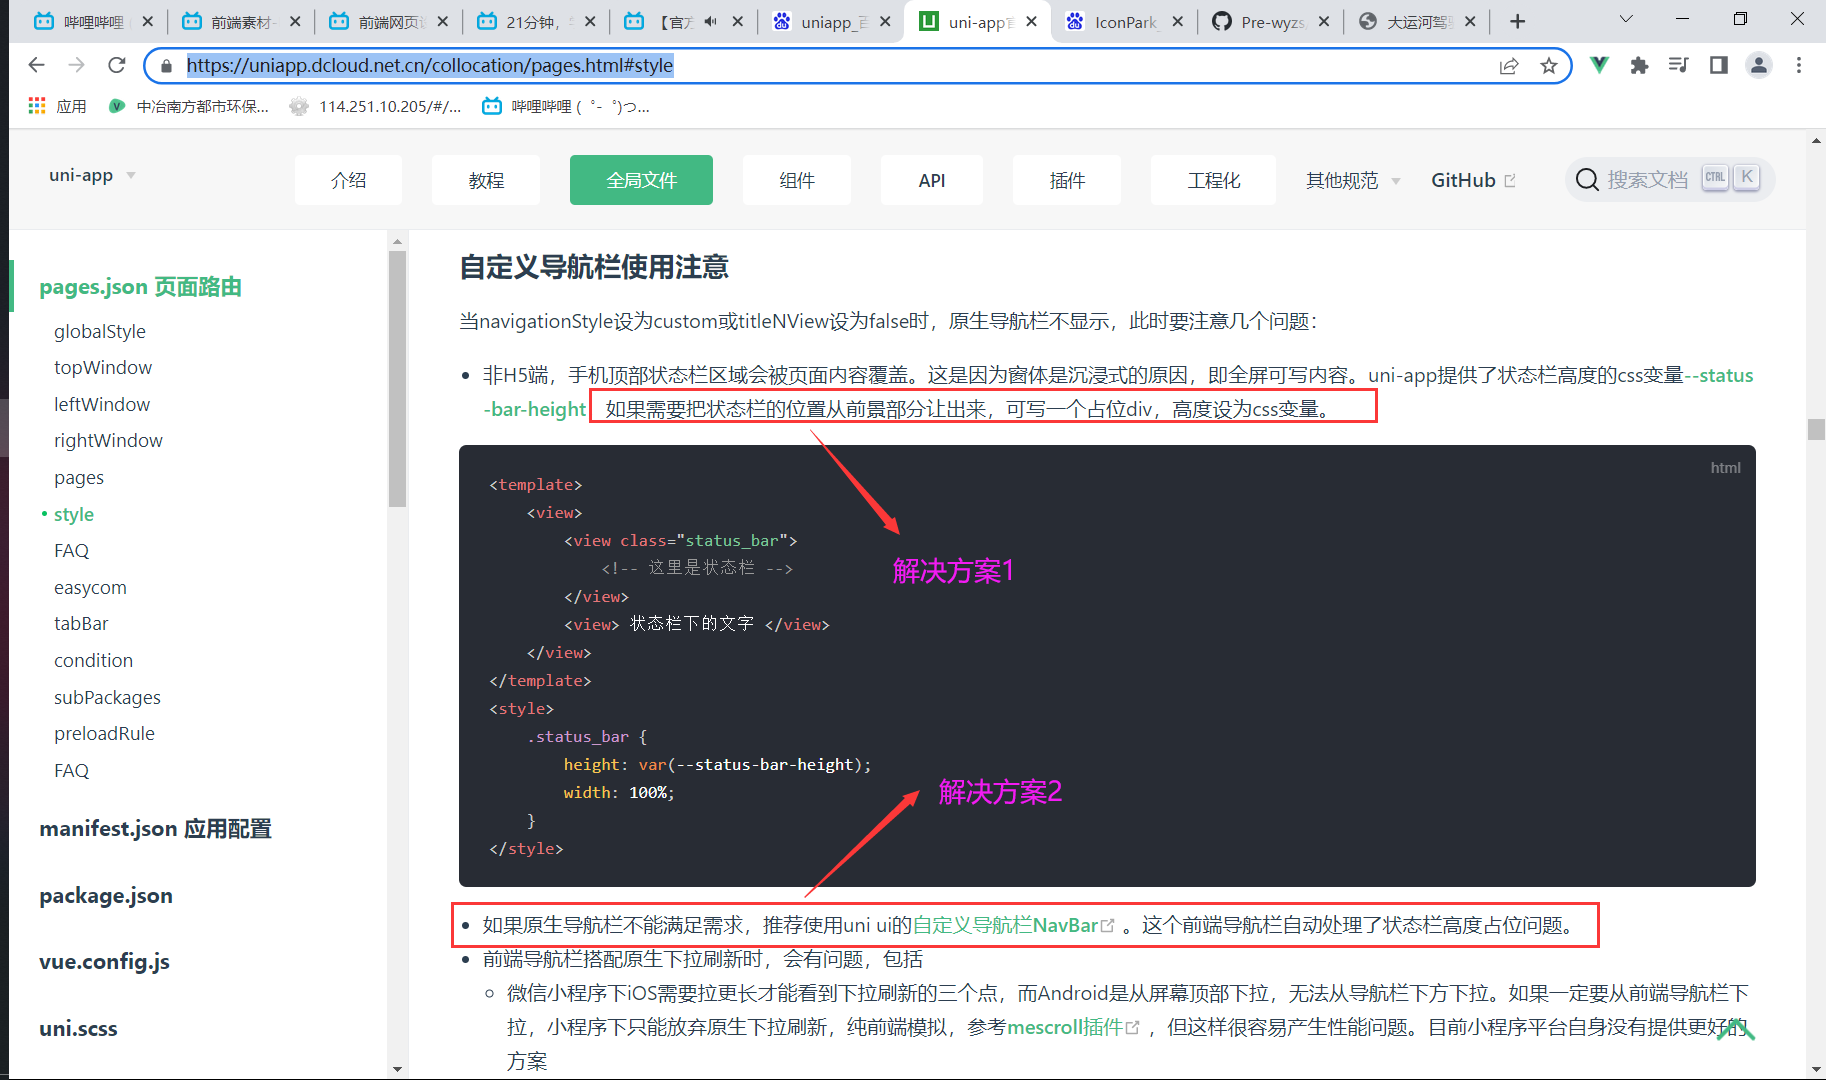 哔哩哔哩
前端素材-
前端网页设
21分钟，
【官方
uniapp_百
uni-app官
IconPark_
Pre-wyzs
大运河驾
https://uniapp.dcloud.net.cn/collocation/pages.html#style
应用
中冶南方都市环保...
114.251.10.205/#/...
哔哩哔哩 (゜-゜)つ...
uni-app
介绍
教程
全局文件
组件
API
插件
工程化
其他规范
GitHub
搜索文档
CTRL
K
pages.json 页面路由
globalStyle
topWindow
leftWindow
rightWindow
pages
style
FAQ
easycom
tabBar
condition
subPackages
preloadRule
FAQ
manifest.json 应用配置
package.json
vue.config.js
uni.scss
自定义导航栏使用注意
当navigationStyle设为custom或titleNView设为false时，原生导航栏不显示，此时要注意几个问题：
非H5端，手机顶部状态栏区域会被页面内容覆盖。这是因为窗体是沉浸式的原因，即全屏可写内容。uni-app提供了状态栏高度的css变量--status
-bar-height 如果需要把状态栏的位置从前景部分让出来，可写一个占位div，高度设为css变量。
html
<template>
<view>
<view class="status_bar">
<!-- 这里是状态栏 -->
</view>
<view> 状态栏下的文字 </view>
</view>
</template>
<style>
.status_bar {
height: var(--status-bar-height);
width: 100%;
}
</style>
解决方案1
解决方案2
如果原生导航栏不能满足需求，推荐使用uni ui的自定义导航栏NavBar 。这个前端导航栏自动处理了状态栏高度占位问题。
前端导航栏搭配原生下拉刷新时，会有问题，包括
微信小程序下iOS需要拉更长才能看到下拉刷新的三个点，而Android是从屏幕顶部下拉，无法从导航栏下方下拉。如果一定要从前端导航栏下
拉，小程序下只能放弃原生下拉刷新，纯前端模拟，参考mescroll插件 ，但这样很容易产生性能问题。目前小程序平台自身没有提供更好的
方案